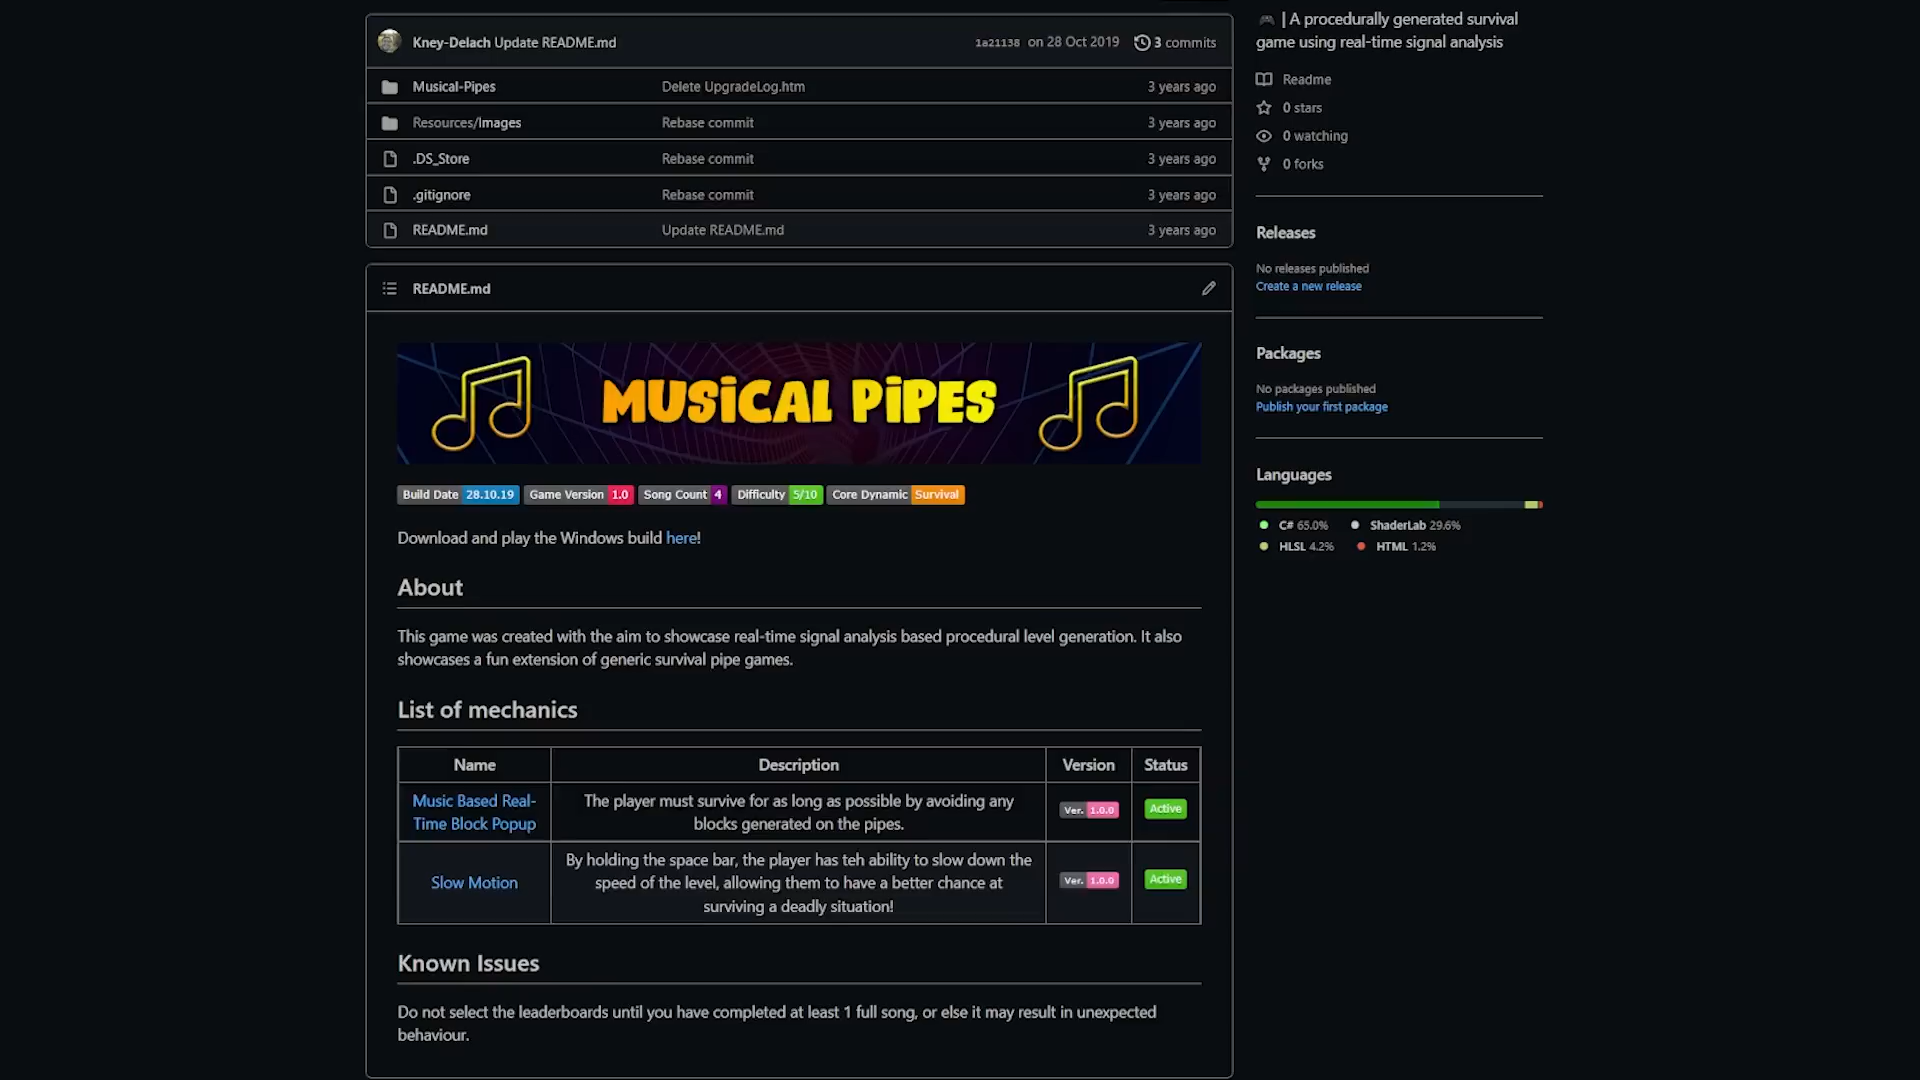 Kney-Delach Update README.md 1a21138 on 28 Oct 2019 3 commits
Musical-Pipes Delete UpgradeLog.htm 3 years ago
Resources/Images Rebase commit 3 years ago
.DS_Store Rebase commit 3 years ago
.gitignore Rebase commit 3 years ago
README.md Update README.md 3 years ago
README.md
MUSiCAL PiPES
Build Date 28.10.19 Game Version 1.0 Song Count 4 Difficulty 5/10 Core Dynamic Survival
Download and play the Windows build here!
About
This game was created with the aim to showcase real-time signal analysis based procedural level generation. It also
showcases a fun extension of generic survival pipe games.
List of mechanics
Name Description Version Status
Music Based Real-
Time Block Popup
The player must survive for as long as possible by avoiding any
blocks generated on the pipes.
Ver. 1.0.0
Active
Slow Motion
By holding the space bar, the player has teh ability to slow down the
speed of the level, allowing them to have a better chance at
surviving a deadly situation!
Ver. 1.0.0
Active
Known Issues
Do not select the leaderboards until you have completed at least 1 full song, or else it may result in unexpected
behaviour.
| A procedurally generated survival
game using real-time signal analysis
Readme
0 stars
0 watching
0 forks
Releases
No releases published
Create a new release
Packages
No packages published
Publish your first package
Languages
C# 65.0% ShaderLab 29.6%
HLSL 4.2% HTML 1.2%